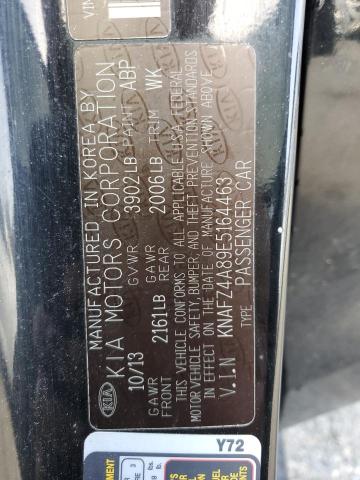 VIN
MANUFACTURED IN KOREA BY
KIA KIA MOTORS CORPORATION
10/13 GVWR 3902LB PAINT ABP
GAWR FRONT 2161LB GAWR REAR 2006LB TRIM WK
THIS VEHICLE CONFORMS TO ALL APPLICABLE U.S.A. FEDERAL
MOTOR VEHICLE SAFETY, BUMPER, AND THEFT PREVENTION STANDARDS
IN EFFECT ON THE DATE OF MANUFACTURE SHOWN ABOVE
V.I.N KNAFZ4A89E5164463
TYPE PASSENGER CAR
Y72